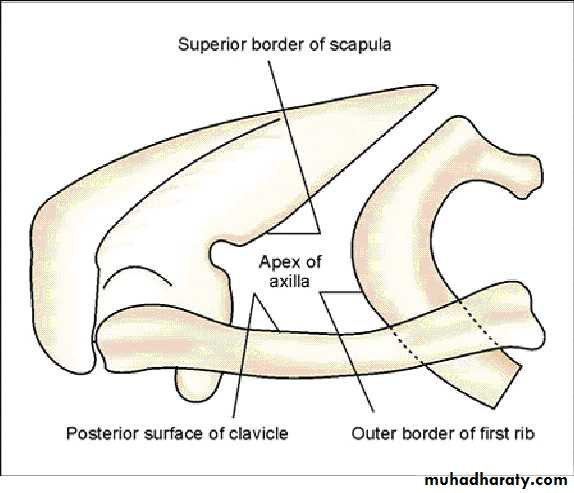 Superior border of scapula
Apex of
axilla
Posterior surface of clavicle
Outer border of first rib
muhadharaty.com